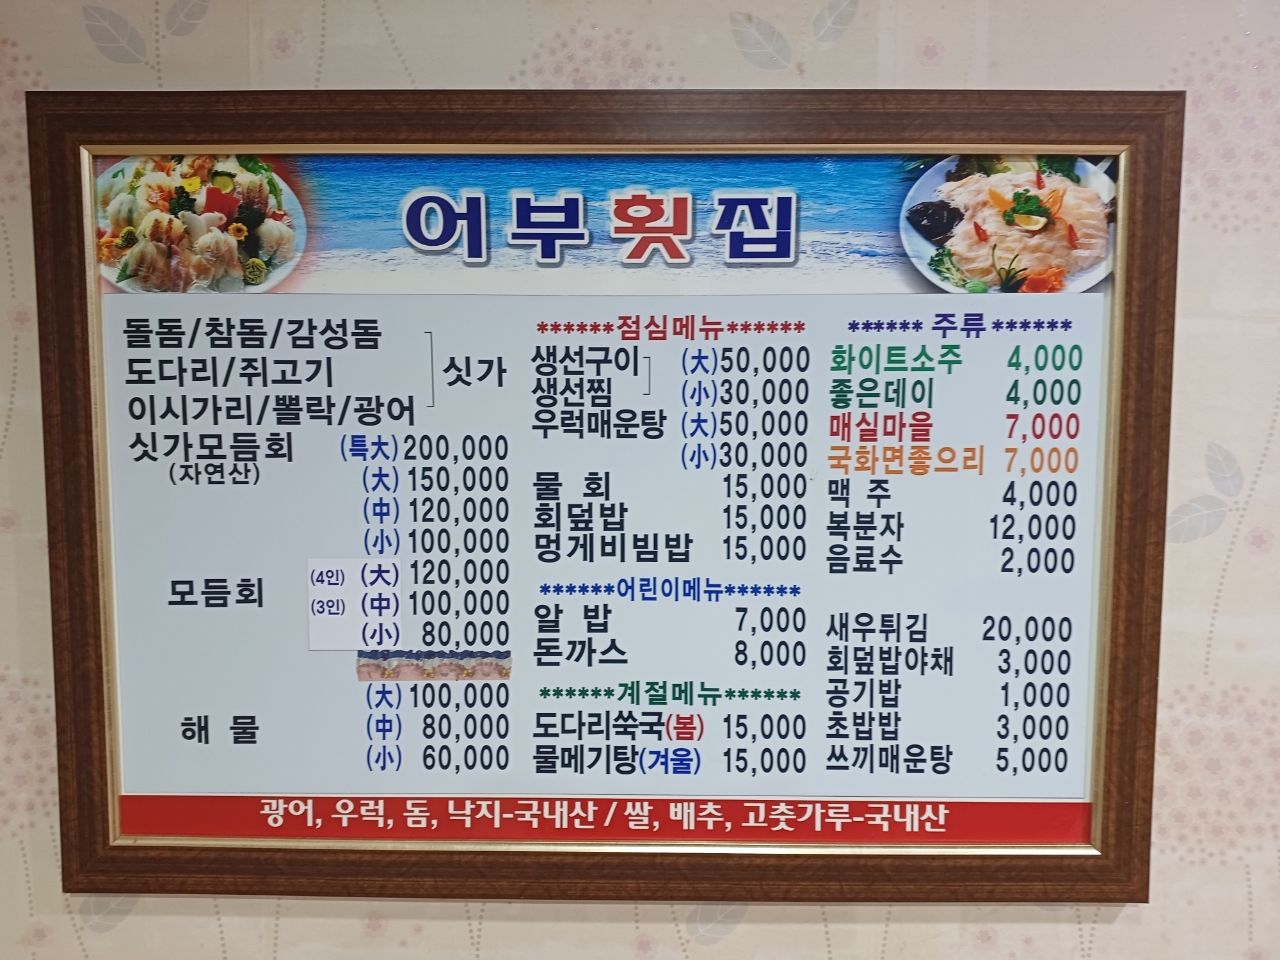 어부횟집
돌돔/참돔/감성돔
도다리/쥐고기
이시가리/뽈락/광어
싯가
싯가모듬회 (특大) 200,000
(자연산)
(大) 150,000
(中) 120,000
(小) 100,000
모듬회
(4인) (大) 120,000
(3인) (中) 100,000
(小) 80,000
해 물
(大) 100,000
(中) 80,000
(小) 60,000
******점심메뉴******
생선구이 (大)50,000
생선찜 (小)30,000
우럭매운탕 (大)50,000
(小)30,000
물 회 15,000
회덮밥 15,000
멍게비빔밥 15,000
******어린이메뉴******
알 밥 7,000
돈까스 8,000
******계절메뉴******
도다리쑥국(봄) 15,000
물메기탕(겨울) 15,000
****** 주류 ******
화이트소주 4,000
좋은데이 4,000
매실마을 7,000
국화면좋으리 7,000
맥 주 4,000
복분자 12,000
음료수 2,000
새우튀김 20,000
회덮밥야채 3,000
공기밥 1,000
초밥밥 3,000
쓰끼매운탕 5,000
광어, 우럭, 돔, 낙지-국내산 / 쌀, 배추, 고춧가루-국내산